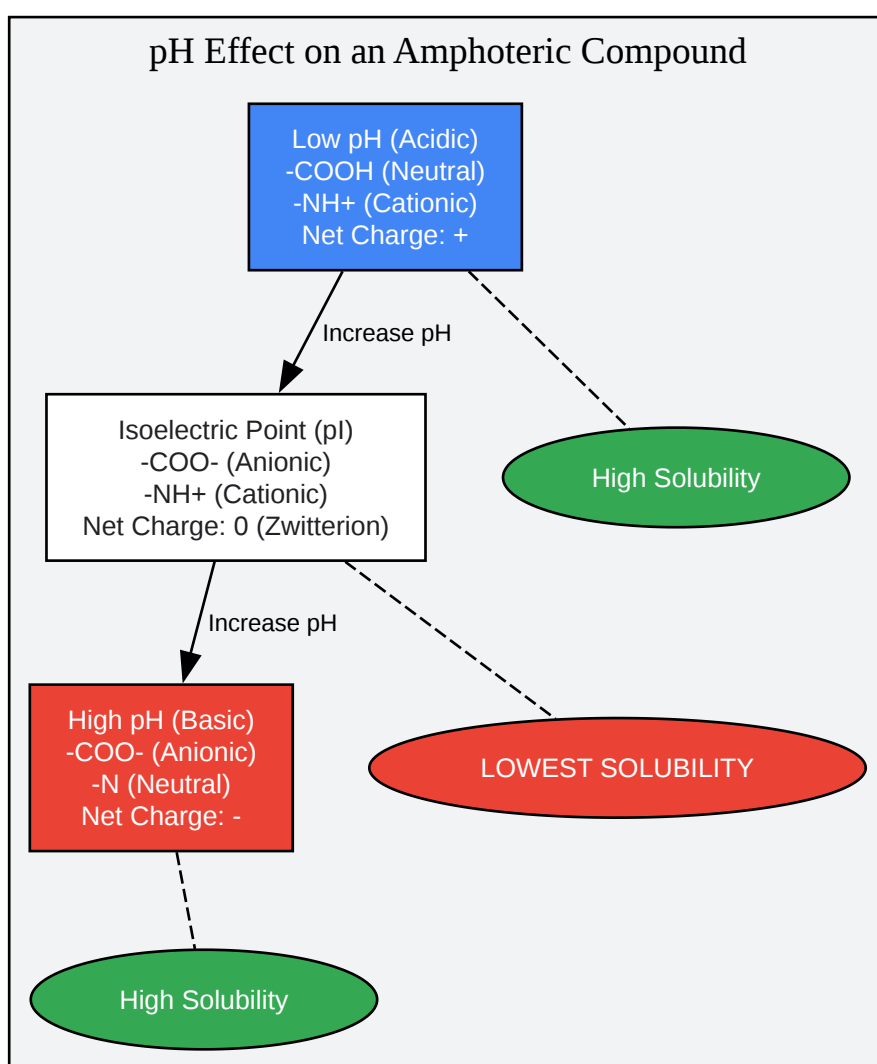 pH Effect on an Amphoteric Compound
Low pH (Acidic)
-COOH (Neutral)
-NH+ (Cationic)
Net Charge: +
Increase pH
High Solubility
Isoelectric Point (pI)
-COO- (Anionic)
-NH+ (Cationic)
Net Charge: 0 (Zwitterion)
Increase pH
LOWEST SOLUBILITY
High pH (Basic)
-COO- (Anionic)
-N (Neutral)
Net Charge: -
High Solubility